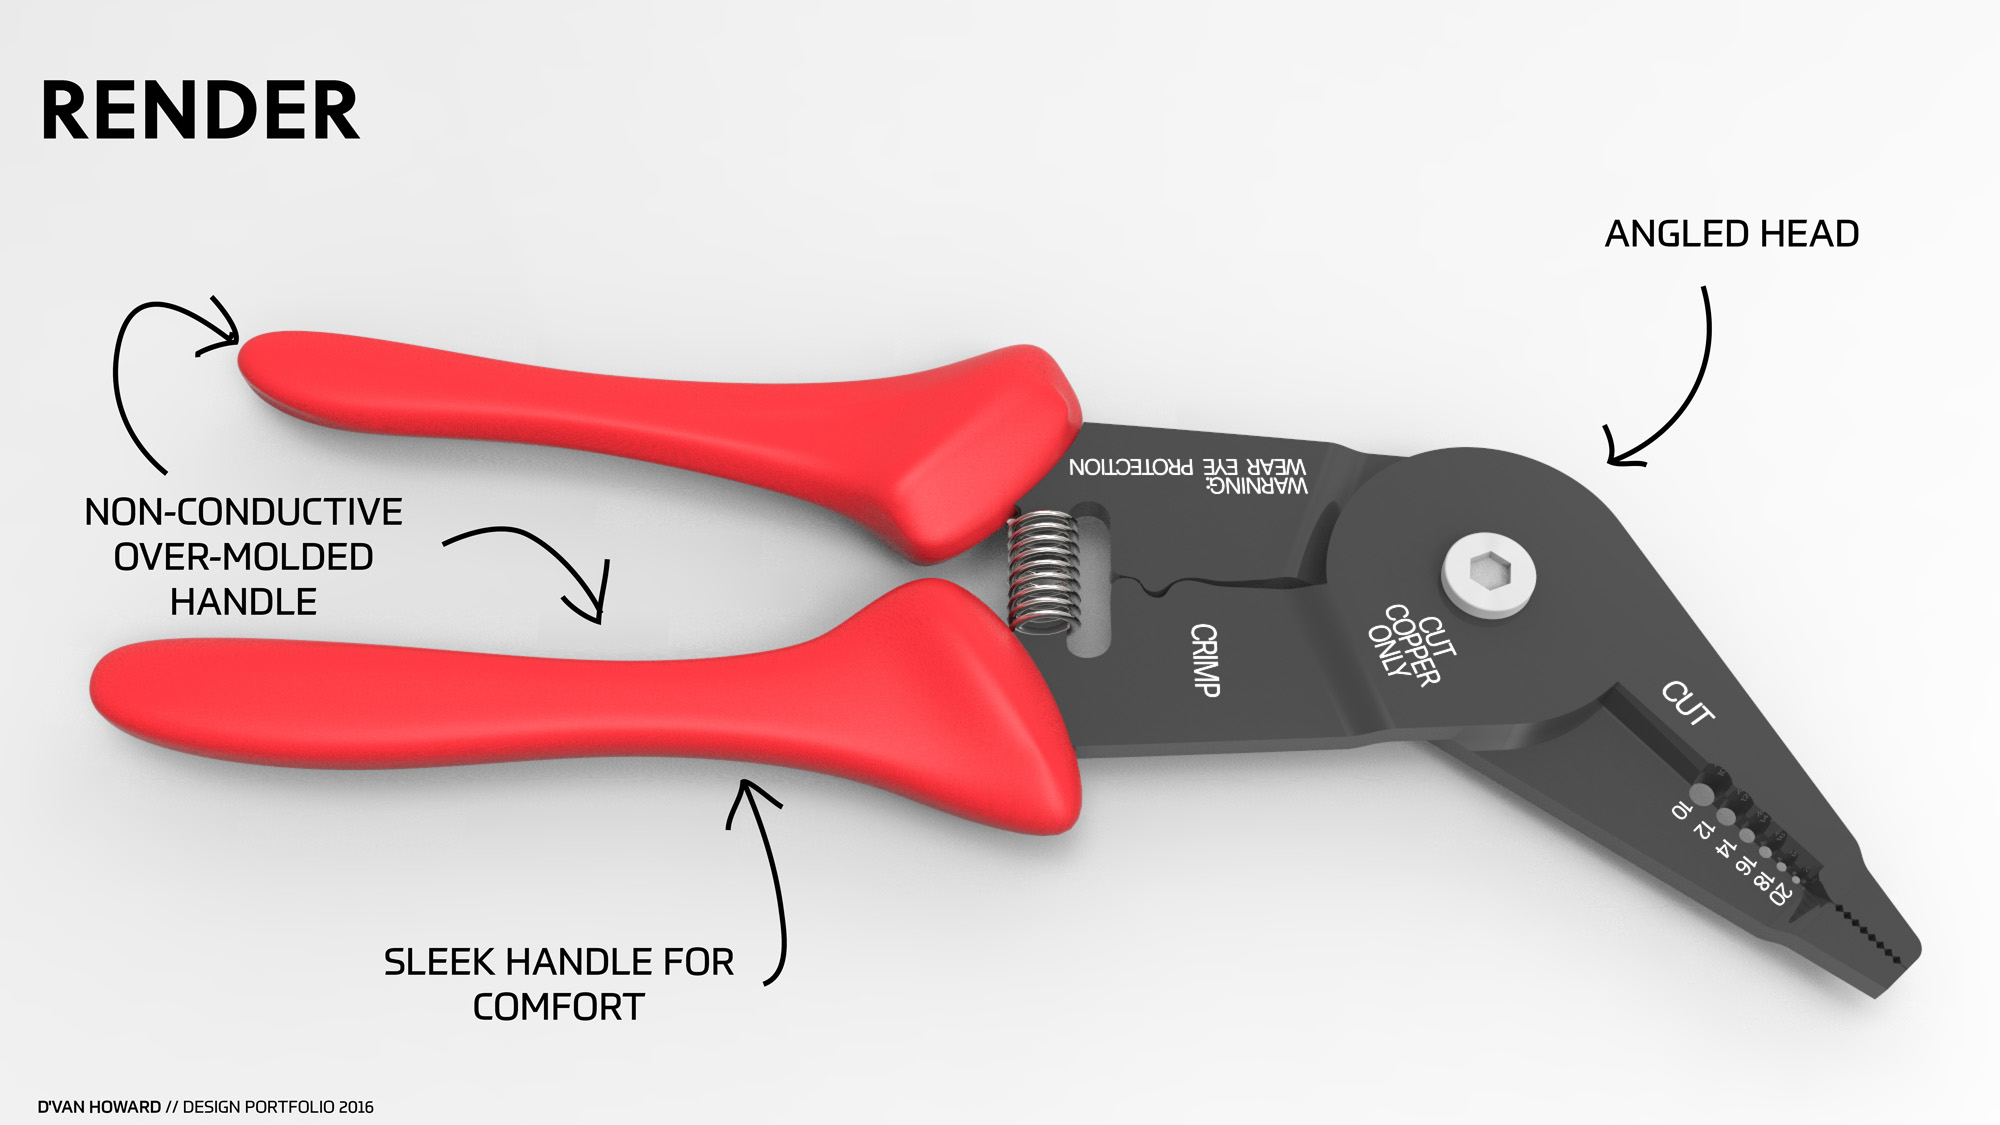 RENDER
ANGLED HEAD
NON-CONDUCTIVE
OVER-MOLDED
HANDLE
WARNING:
WEAR EYE PROTECTION
CRIMP
CUT
COPPER
ONLY
CUT
10
12
14
16
18
20
SLEEK HANDLE FOR
COMFORT
D'VAN HOWARD // DESIGN PORTFOLIO 2016